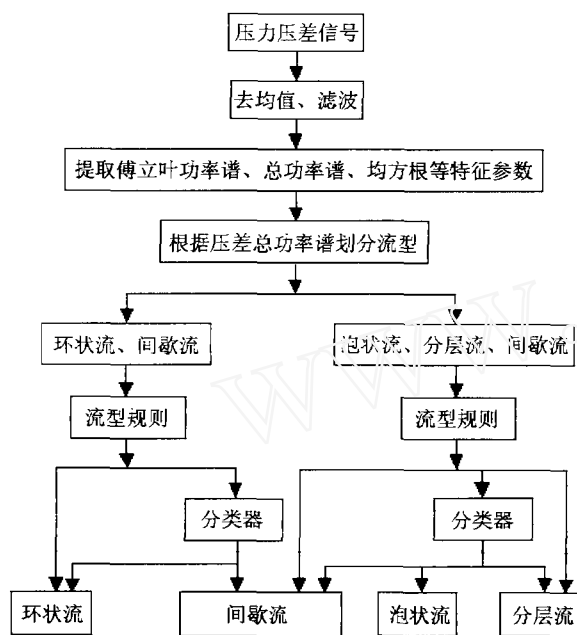 压力压差信号
去均值、滤波
提取傅立叶功率谱、总功率谱、均方根等特征参数
根据压差总功率谱划分流型
环状流、间歇流
泡状流、分层流、间歇流
流型规则
流型规则
分类器
分类器
环状流
间歇流
泡状流
分层流
www